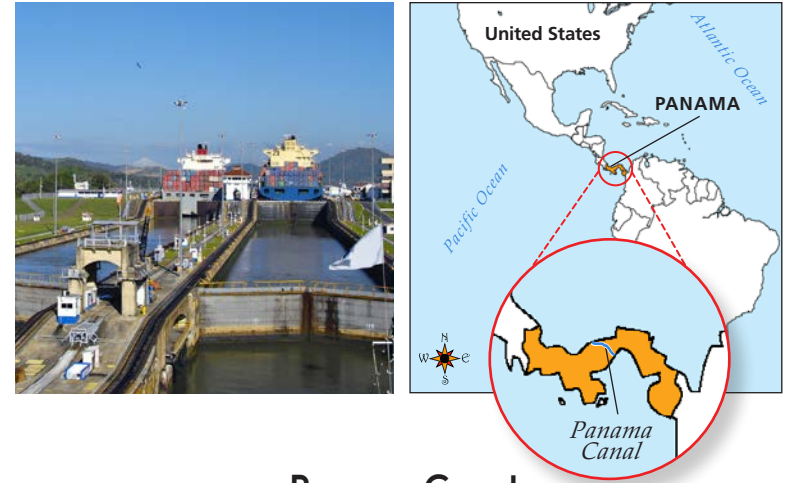 United States
Atlantic Ocean
PANAMA
Pacific Ocean
N
W
e
S
Panama
Canal